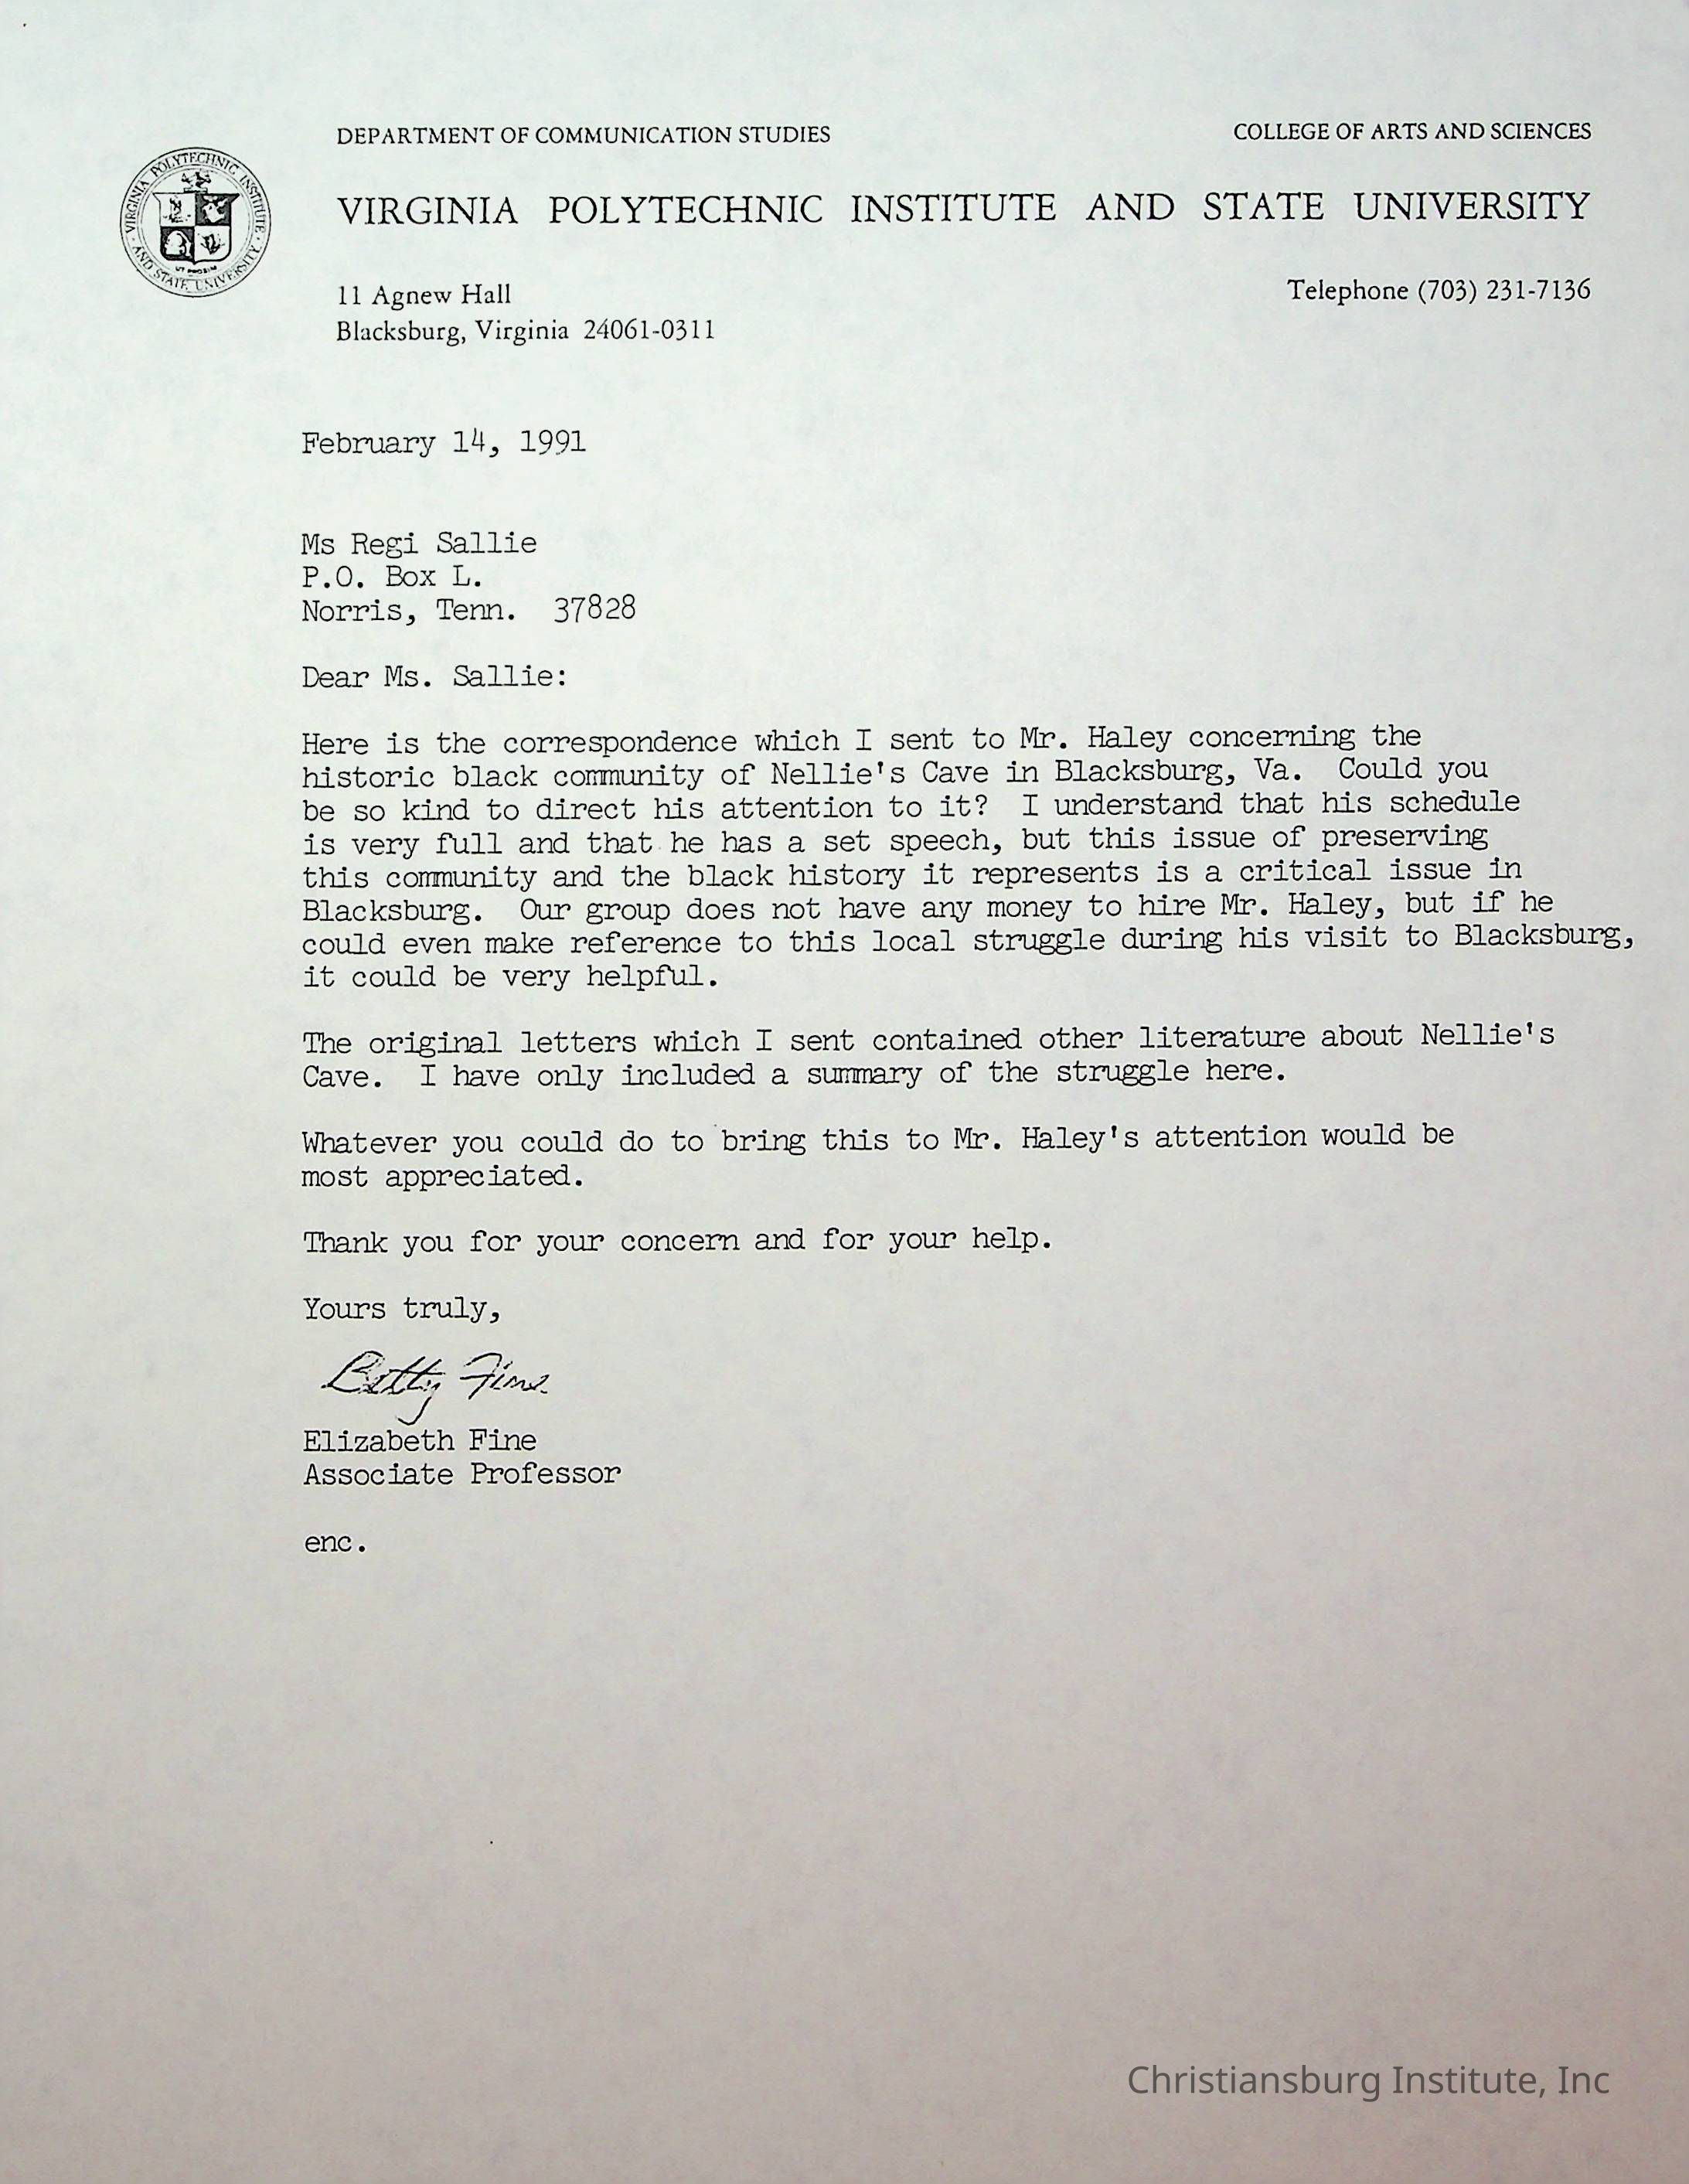 DEPARTMENT OF COMMUNICATION STUDIES
COLLEGE OF ARTS AND SCIENCES
VIRGINIA POLYTECHNIC INSTITUTE AND STATE UNIVERSITY
VIRGINIA POLYTECHNIC INSTITUTE
AND STATE UNIVERSITY
UT PROSIM
11 Agnew Hall
Telephone (703) 231-7136
Blacksburg, Virginia 24061-0311
February 14, 1991
Ms Regi Sallie
P.O. Box L.
Norris, Tenn. 37828
Dear Ms. Sallie:
Here is the correspondence which I sent to Mr. Haley concerning the
historic black community of Nellie's Cave in Blacksburg, Va. Could you
be so kind to direct his attention to it? I understand that his schedule
is very full and that he has a set speech, but this issue of preserving
this community and the black history it represents is a critical issue in
Blacksburg. Our group does not have any money to hire Mr. Haley, but if he
could even make reference to this local struggle during his visit to Blacksburg,
it could be very helpful.
The original letters which I sent contained other literature about Nellie's
Cave. I have only included a summary of the struggle here.
Whatever you could do to bring this to Mr. Haley's attention would be
most appreciated.
Thank you for your concern and for your help.
Yours truly,
Betty Fine
Elizabeth Fine
Associate Professor
enc.
Christiansburg Institute, Inc